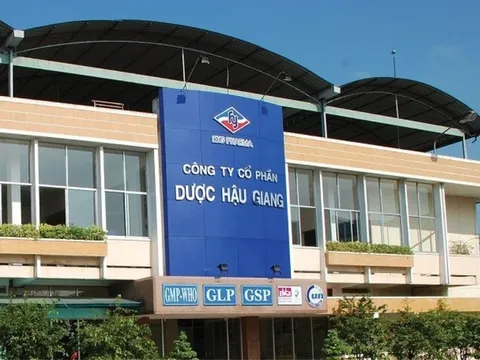 DHG PHARMA
CÔNG TY CỔ PHẦN
DƯỢC HẬU GIANG
GMP-WHO GLP GSP